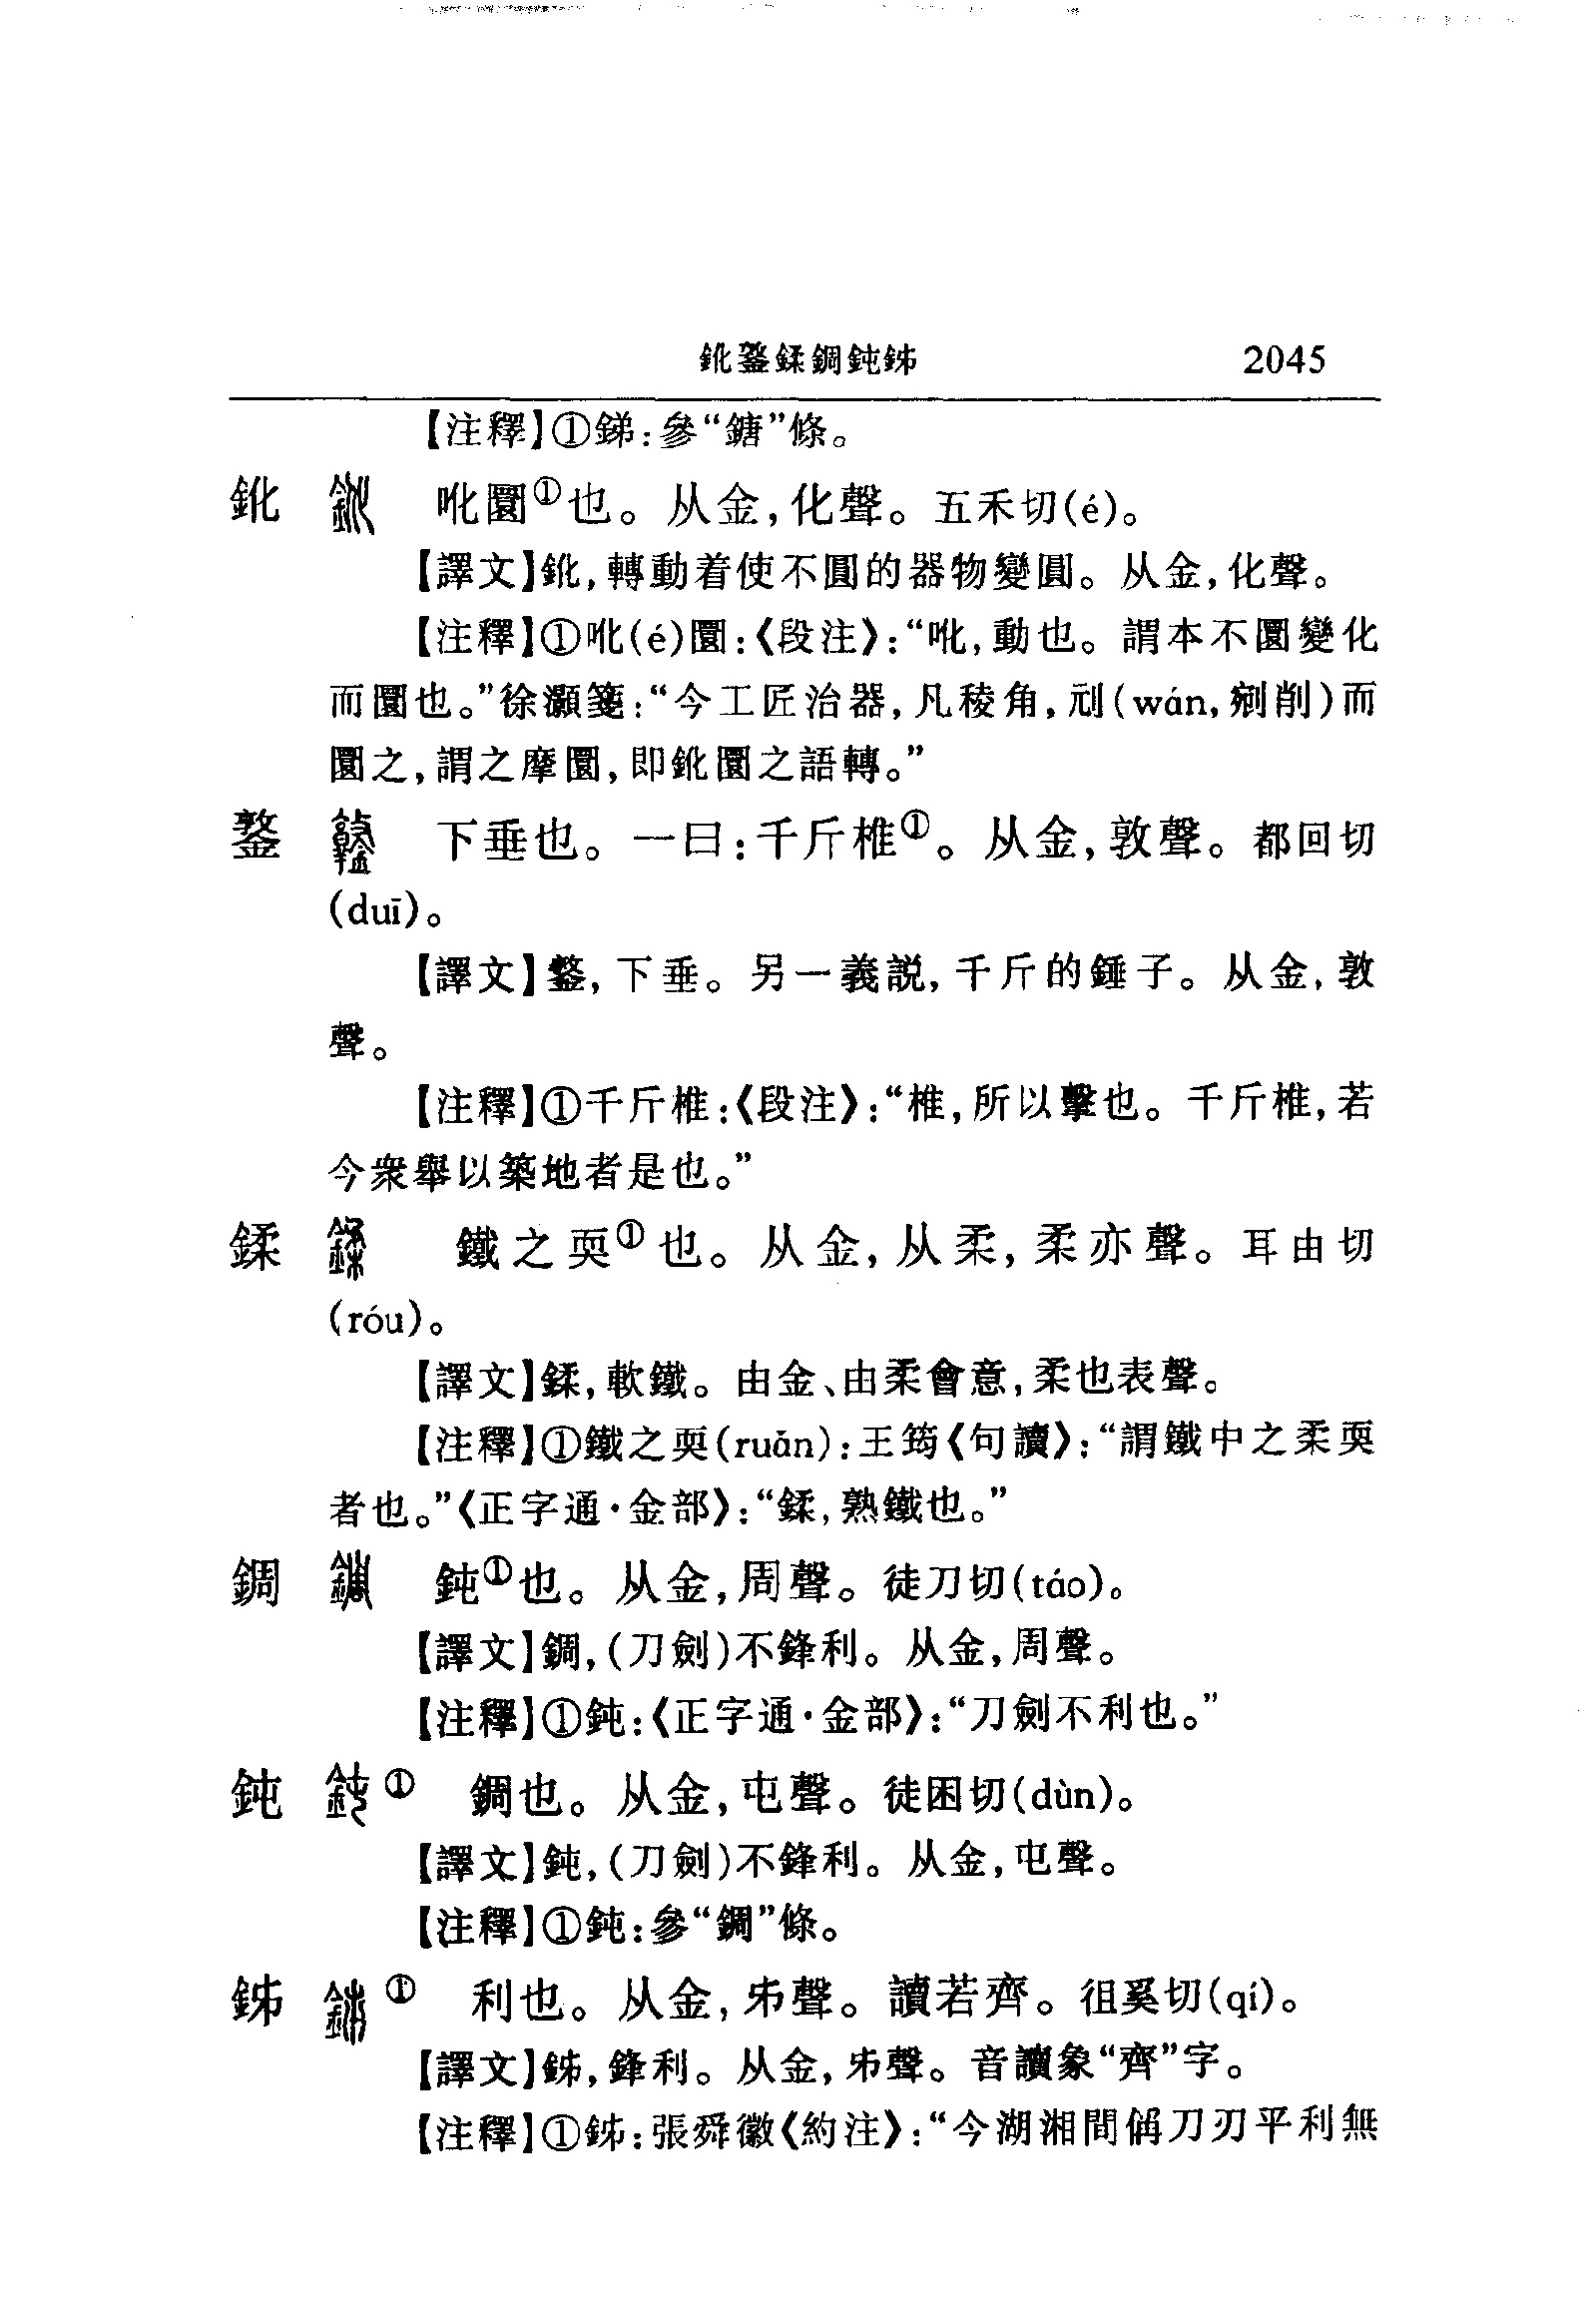 鈋鐜鍒鋼鈍銻 2045
【注釋】①銻:參“鎕”條。
鈋 吪圜①也。从金,化聲。五禾切(é)。
【譯文】鈋,轉動着使不圓的器物變圓。从金,化聲。
【注釋】①吪(é)圜:《段注》:“吪,動也。謂本不圜變化
而圜也。”徐灝箋:“今工匠治器,凡稜角,刓(wán,剜削)而
圜之,謂之摩圜,即鈋圜之語轉。”
鐜 下垂也。一曰:千斤椎①。从金,敦聲。都回切
(duī)。
【譯文】鐜,下垂。另一義説,千斤的錘子。从金,敦
聲。
【注釋】①千斤椎:《段注》:“椎,所以擊也。千斤椎,若
今衆舉以築地者是也。”
鍒 鐵之耎①也。从金,从柔,柔亦聲。耳由切
(róu)。
【譯文】鍒,軟鐵。由金、由柔會意,柔也表聲。
【注釋】①鐵之耎(ruǎn):王筠《句讀》:“謂鐵中之柔耎
者也。”《正字通·金部》:“鍒,熟鐵也。”
錭 鈍①也。从金,周聲。徒刀切(táo)。
【譯文】錭,(刀劍)不鋒利。从金,周聲。
【注釋】①鈍:《正字通·金部》:“刀劍不利也。”
鈍 ① 錭也。从金,屯聲。徒困切(dùn)。
【譯文】鈍,(刀劍)不鋒利。从金,屯聲。
【注釋】①鈍:參“錭”條。
𨥧 ① 利也。从金,𠂔聲。讀若齊。徂奚切(qí)。
【譯文】𨥧,鋒利。从金,𠂔聲。音讀象“齊”字。
【注釋】①𨥧:張舜徽《約注》:“今湖湘間偁刀刃平利無